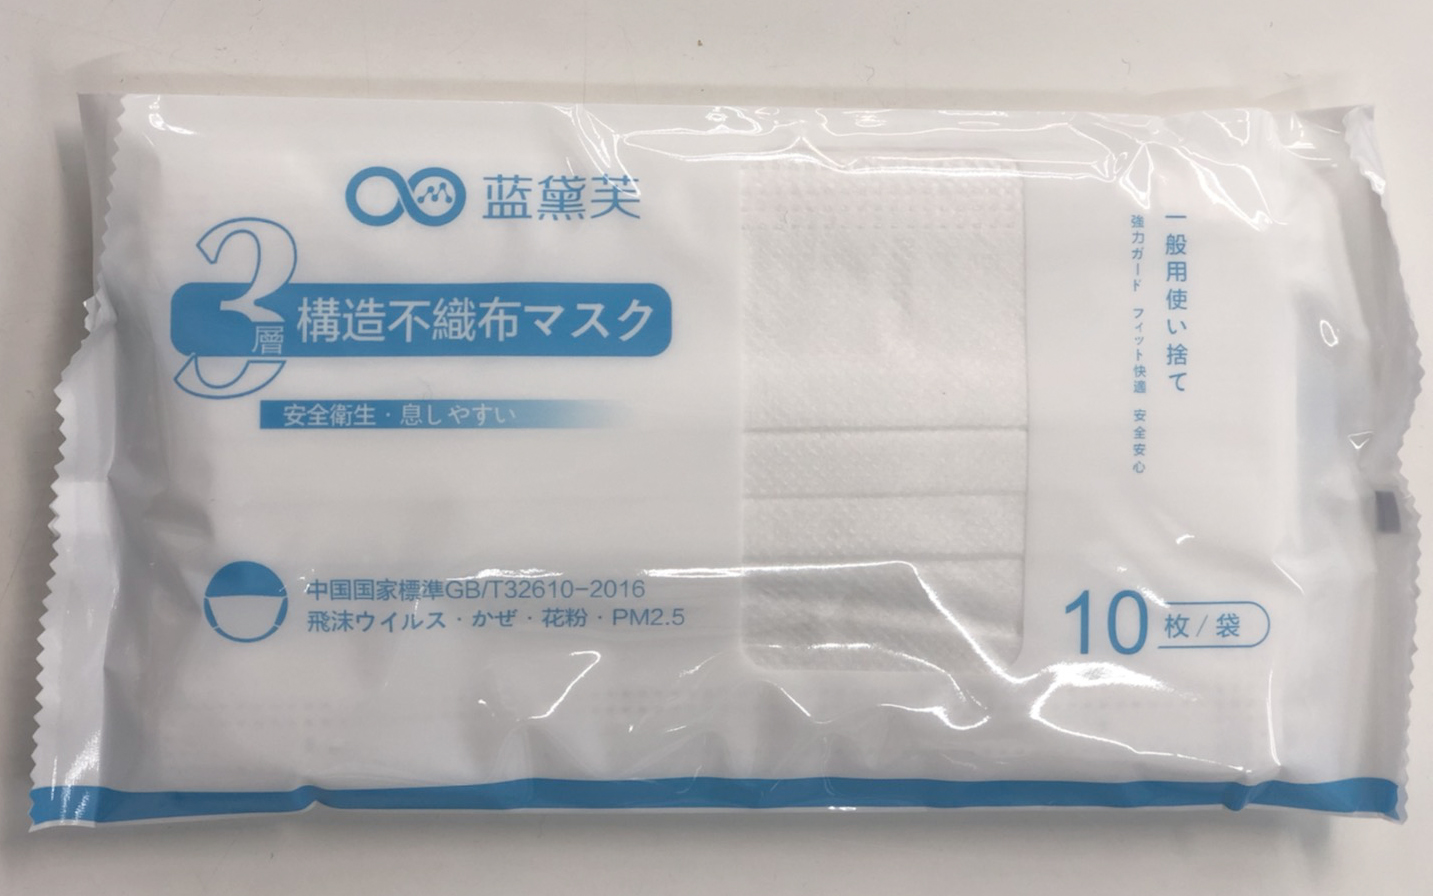 蓝黛芙
3層構造不織布マスク
安全衛生·息しやすい
中国国家標準GB/T32610-2016
飛沫ウイルス·かぜ·花粉·PM2.5
一般用使い捨て
強力ガード フィット快適 安全安心
10枚/袋